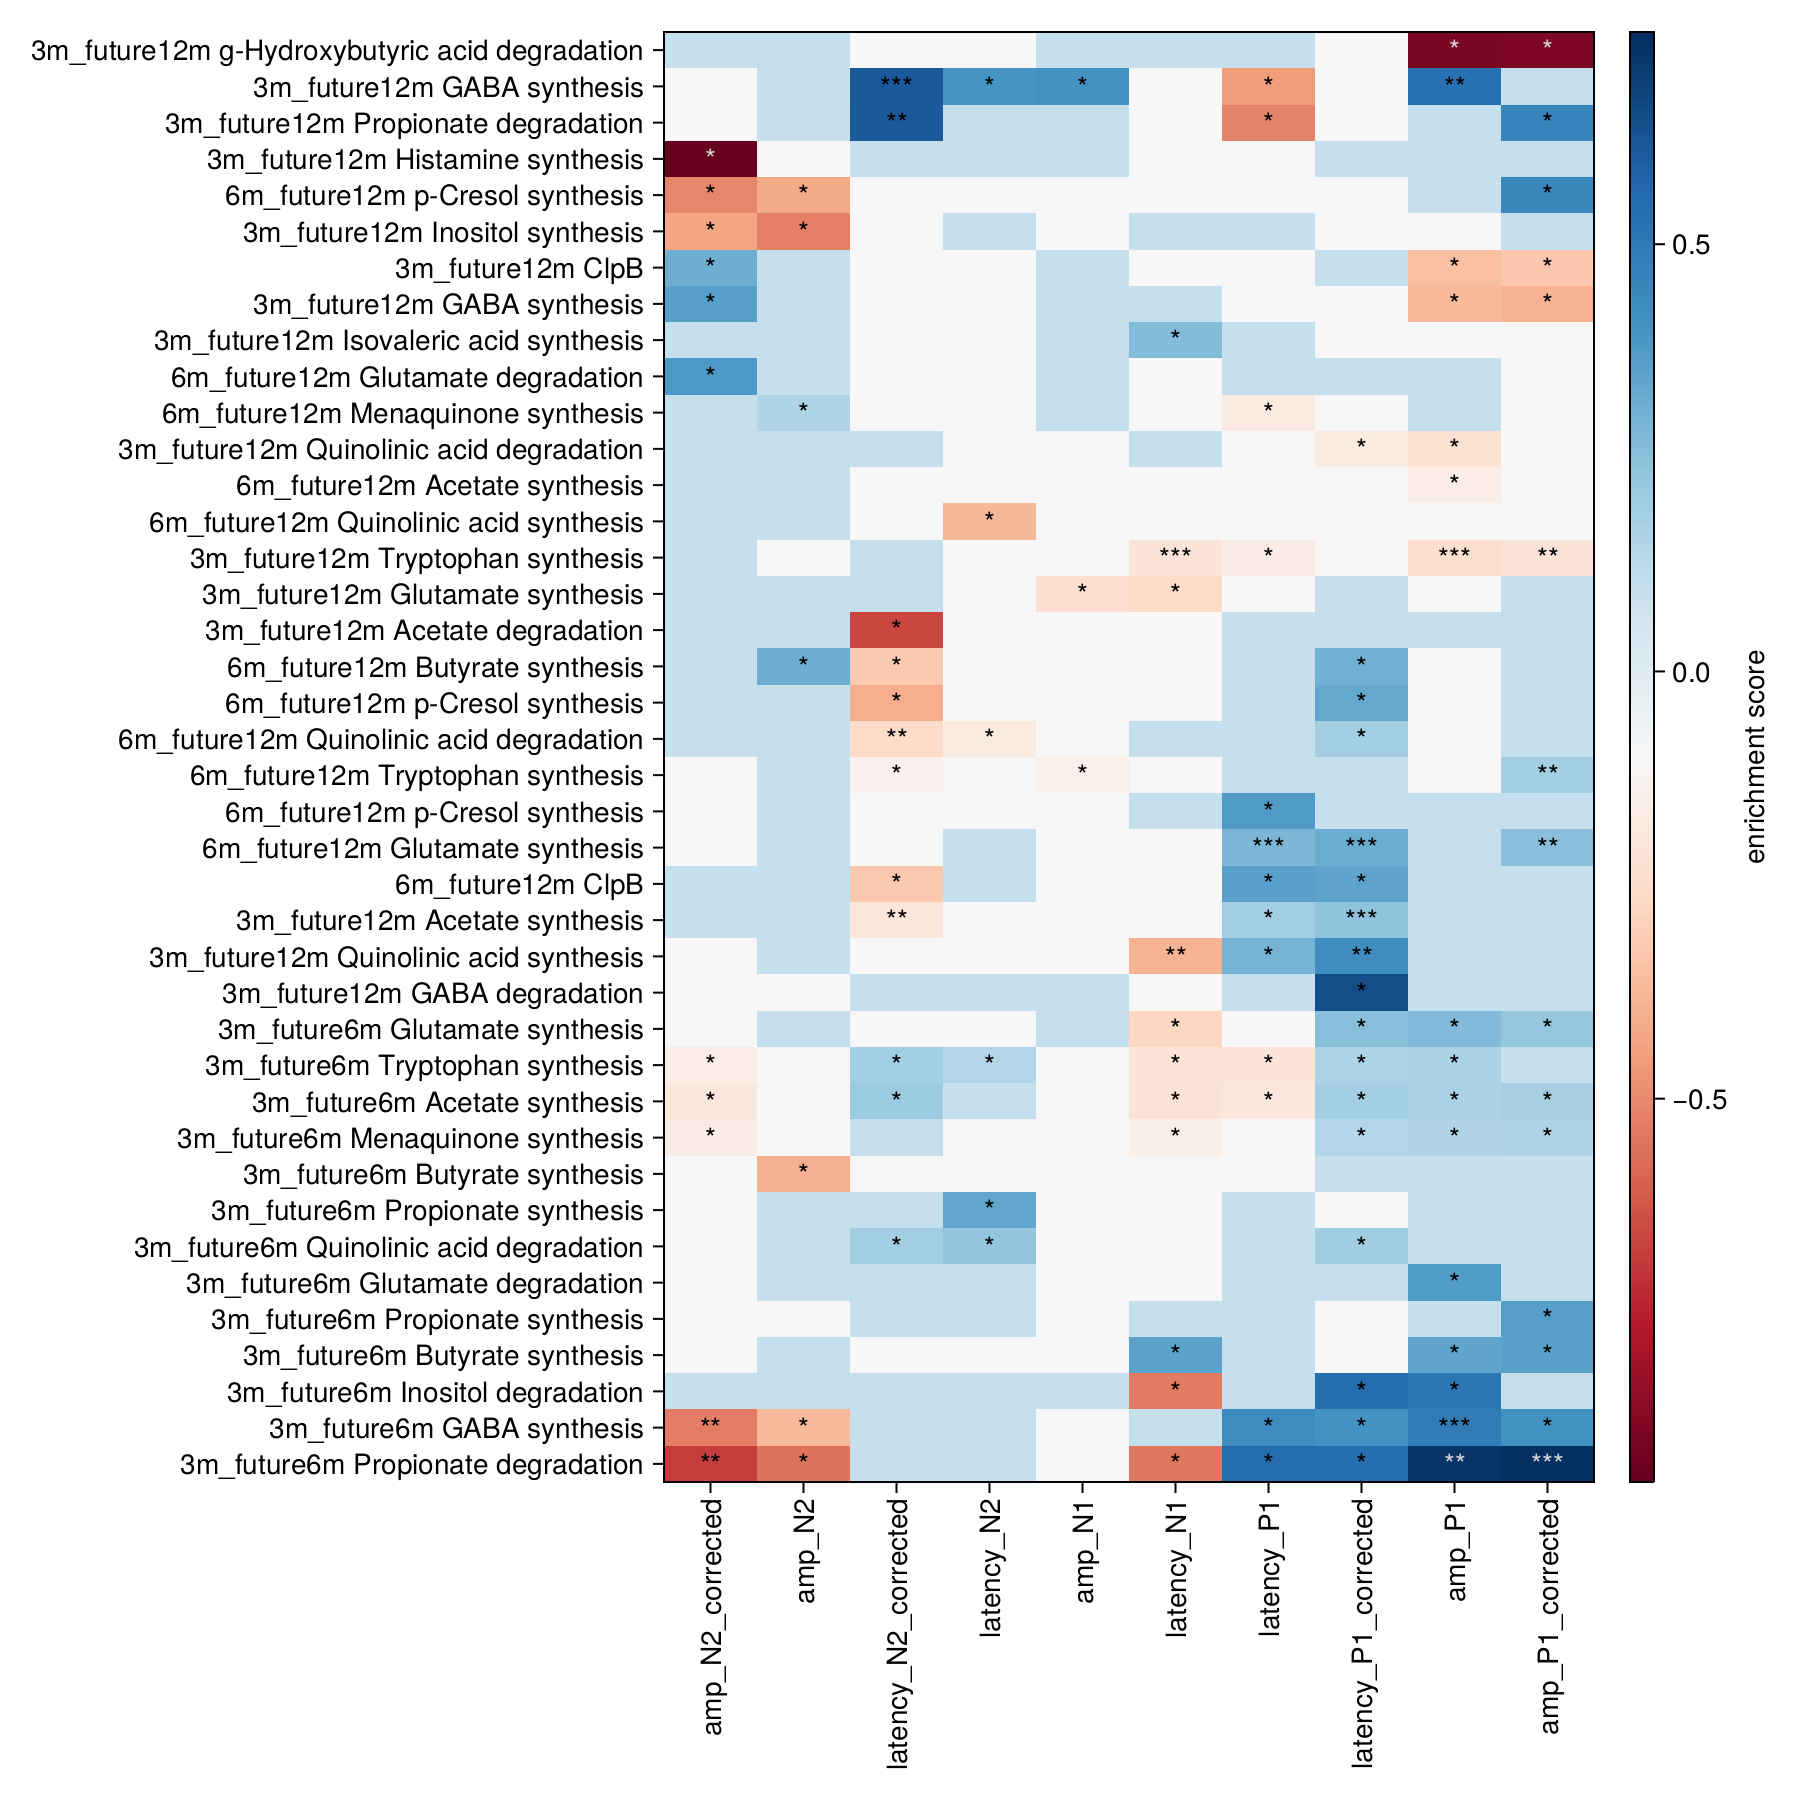 3m_future12m g-Hydroxybutyric acid degradation * *
3m_future12m GABA synthesis *** * * * **
3m_future12m Propionate degradation ** * *
3m_future12m Histamine synthesis *
6m_future12m p-Cresol synthesis * * *
3m_future12m Inositol synthesis * *
3m_future12m ClpB * * *
3m_future12m GABA synthesis * * *
3m_future12m Isovaleric acid synthesis *
6m_future12m Glutamate degradation *
6m_future12m Menaquinone synthesis * *
3m_future12m Quinolinic acid degradation * *
6m_future12m Acetate synthesis *
6m_future12m Quinolinic acid synthesis *
3m_future12m Tryptophan synthesis *** * *** **
3m_future12m Glutamate synthesis * *
3m_future12m Acetate degradation *
6m_future12m Butyrate synthesis * * *
6m_future12m p-Cresol synthesis * *
6m_future12m Quinolinic acid degradation ** * *
6m_future12m Tryptophan synthesis * * **
6m_future12m p-Cresol synthesis *
6m_future12m Glutamate synthesis *** *** **
6m_future12m ClpB * * *
3m_future12m Acetate synthesis ** * ***
3m_future12m Quinolinic acid synthesis ** * **
3m_future12m GABA degradation *
3m_future6m Glutamate synthesis * * * *
3m_future6m Tryptophan synthesis * * * * * * *
3m_future6m Acetate synthesis * * * * * * *
3m_future6m Menaquinone synthesis * * * * *
3m_future6m Butyrate synthesis *
3m_future6m Propionate synthesis *
3m_future6m Quinolinic acid degradation * * *
3m_future6m Glutamate degradation *
3m_future6m Propionate synthesis *
3m_future6m Butyrate synthesis * * *
3m_future6m Inositol degradation * * *
3m_future6m GABA synthesis ** * * * *** *
3m_future6m Propionate degradation ** * * * * ** ***
amp_N2_corrected
amp_N2
latency_N2_corrected
latency_N2
amp_N1
latency_N1
latency_P1
latency_P1_corrected
amp_P1
amp_P1_corrected
0.5
0.0
−0.5
enrichment score